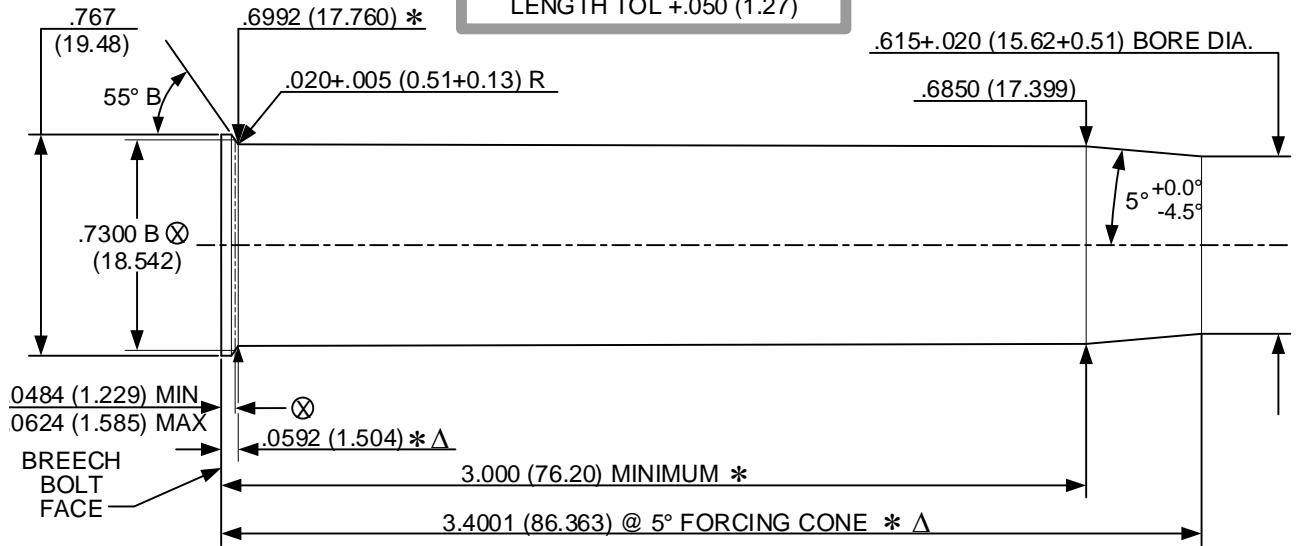 LENGTH TOL +.050 (1.27)
.767
(19.48)
.6992 (17.760) *
.615+.020 (15.62+0.51) BORE DIA.
55° B
.020+.005 (0.51+0.13) R
.6850 (17.399)
5° +0.0°
-4.5°
.7300 B ⊗
(18.542)
.0484 (1.229) MIN
.0624 (1.585) MAX
⊗
.0592 (1.504) * Δ
BREECH
BOLT
FACE
3.000 (76.20) MINIMUM *
3.4001 (86.363) @ 5° FORCING CONE * Δ